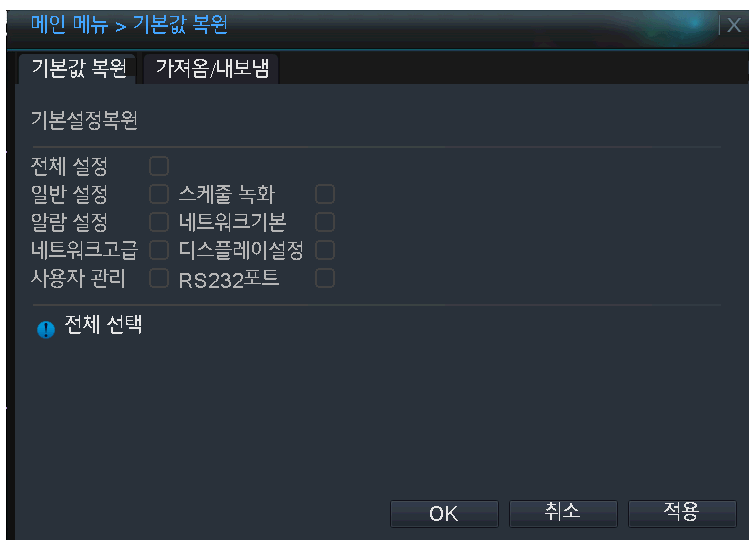 메인 메뉴 > 기본값 복원 X
기본값 복원 가져옴/내보냄
기본설정복원
전체 설정
일반 설정 스케줄 녹화
알람 설정 네트워크기본
네트워크고급 디스플레이설정
사용자 관리 RS232포트
전체 선택
OK 취소 적용